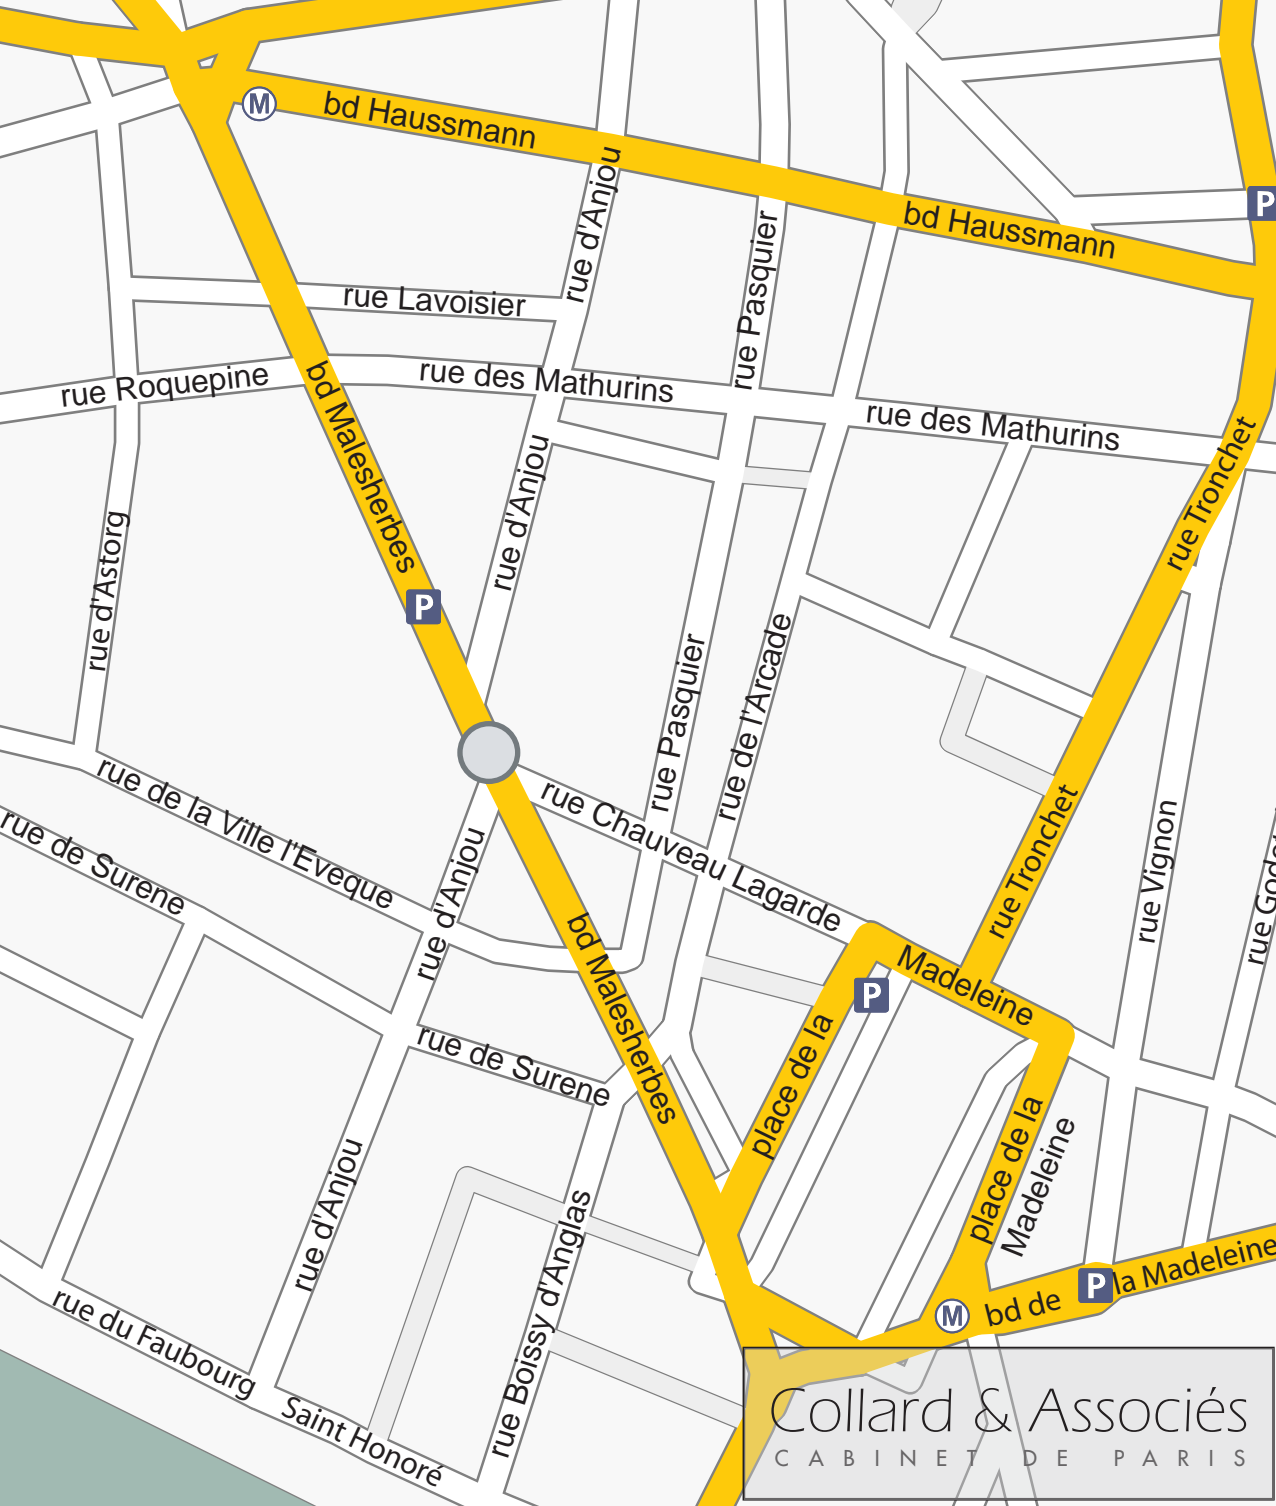 M
bd Haussmann
rue d'Anjou
rue Pasquier
bd Haussmann
P
rue Lavoisier
rue Roquepine
rue des Mathurins
rue des Mathurins
bd Malesherbes
rue d'Anjou
rue Tronchet
rue d'Astorg
P
rue Pasquier
rue de l'Arcade
rue de la Ville l'Eveque
rue Chauveau Lagarde
rue de Surene
rue d'Anjou
rue Tronchet
rue Vignon
bd Malesherbes
Madeleine
P
place de la
rue de Surene
place de la
Madeleine
rue d'Anjou
rue Boissy d'Anglas
M
bd de
P
la Madeleine
rue du Faubourg
Saint Honoré
Collard & Associés
CABINET DE PARIS